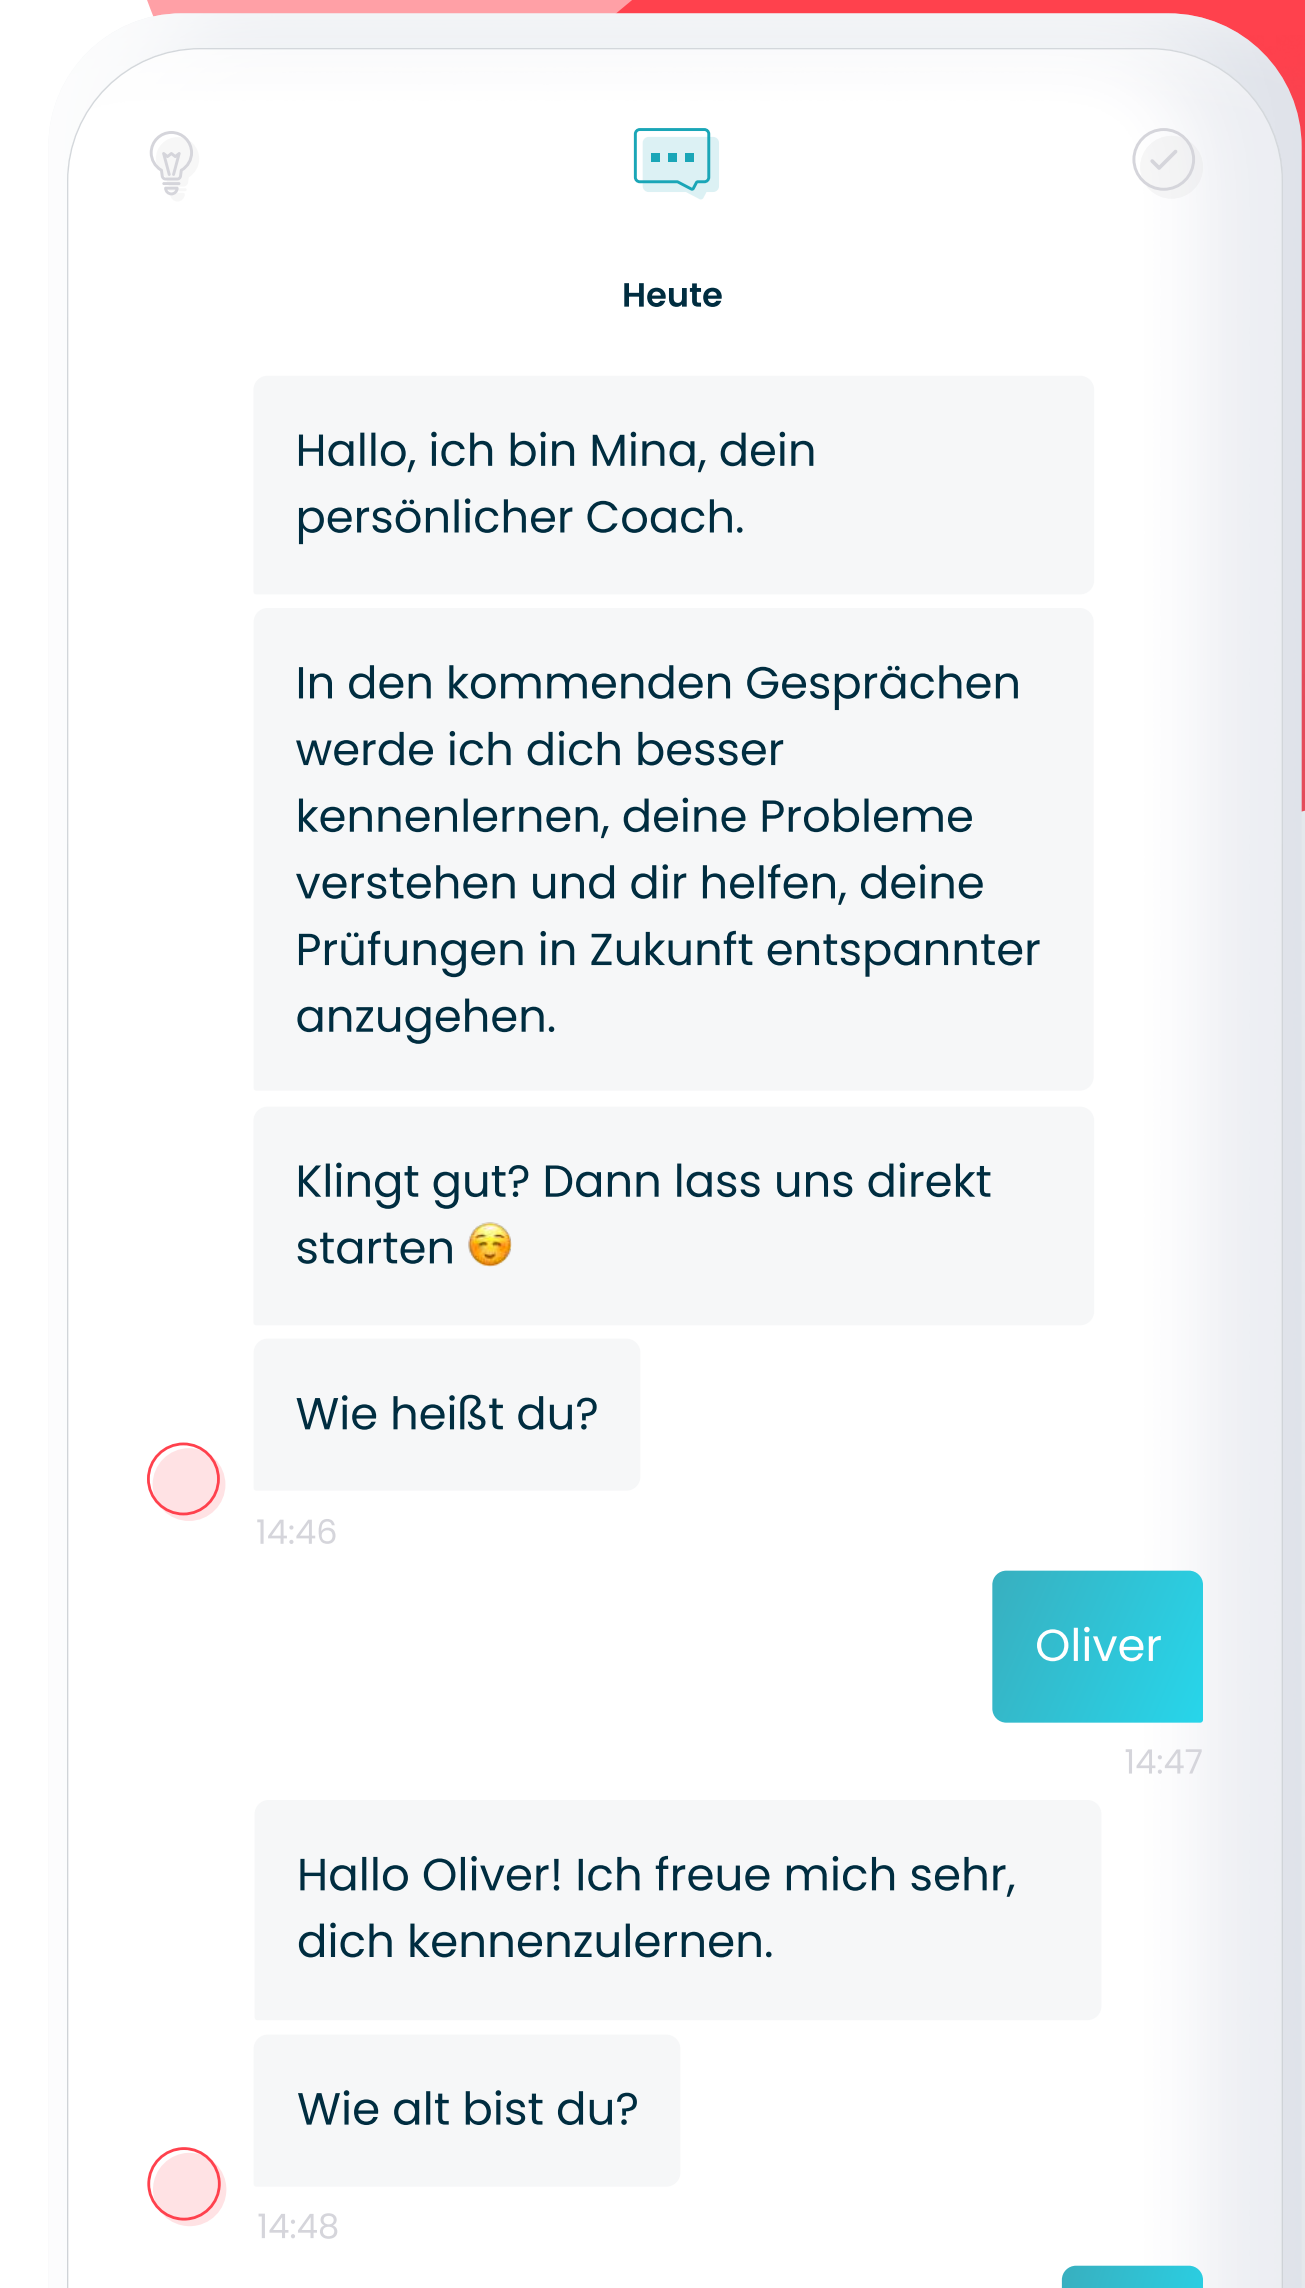 Heute
Hallo, ich bin Mina, dein
persönlicher Coach.
In den kommenden Gesprächen
werde ich dich besser
kennenlernen, deine Probleme
verstehen und dir helfen, deine
Prüfungen in Zukunft entspannter
anzugehen.
Klingt gut? Dann lass uns direkt
starten ☺️
Wie heißt du?
14:46
Oliver
14:47
Hallo Oliver! Ich freue mich sehr,
dich kennenzulernen.
Wie alt bist du?
14:48